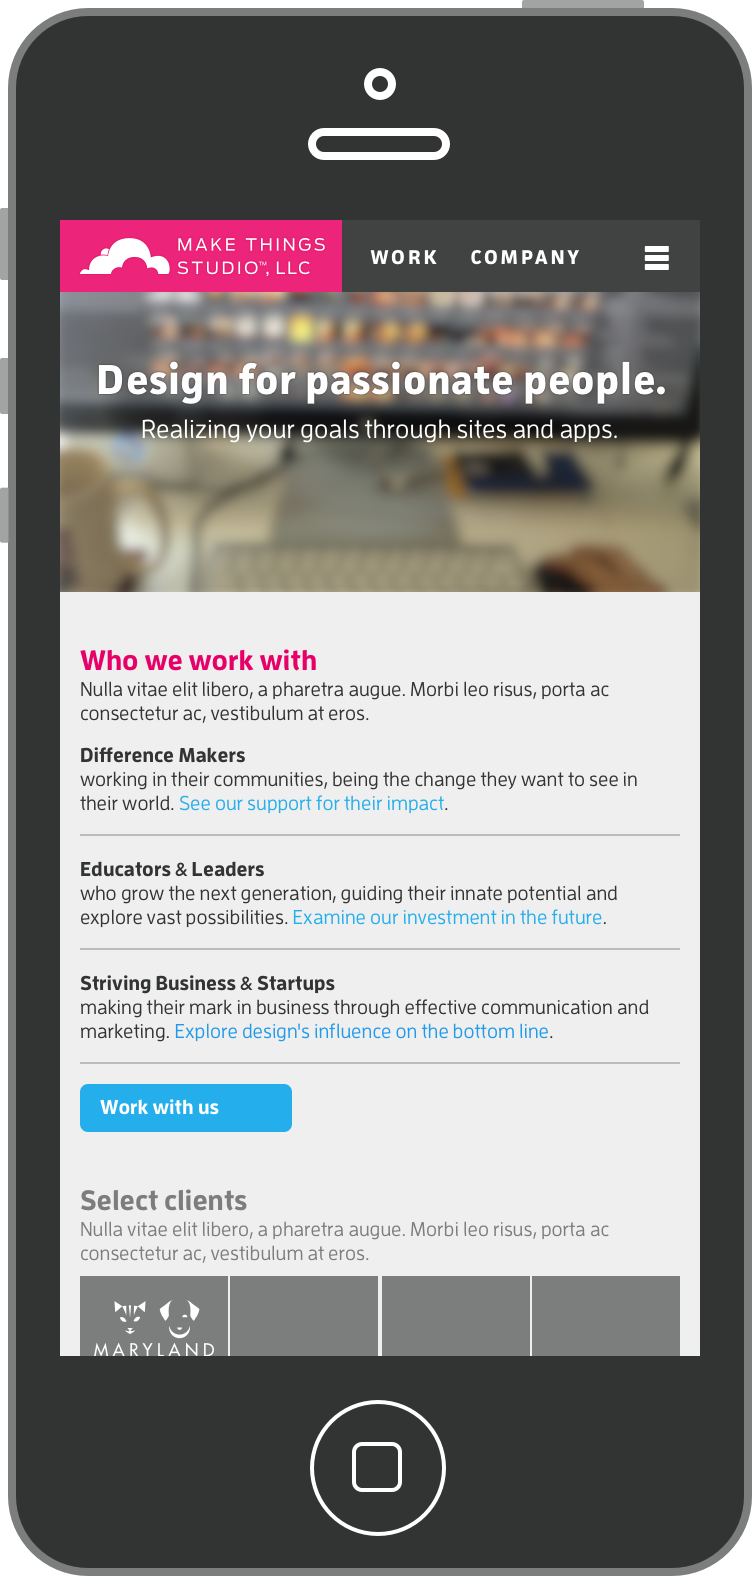 MAKE THINGS
STUDIO™, LLC
WORK COMPANY
Design for passionate people.
Realizing your goals through sites and apps.
Who we work with
Nulla vitae elit libero, a pharetra augue. Morbi leo risus, porta ac
consectetur ac, vestibulum at eros.
Difference Makers
working in their communities, being the change they want to see in
their world. See our support for their impact.
Educators & Leaders
who grow the next generation, guiding their innate potential and
explore vast possibilities. Examine our investment in the future.
Striving Business & Startups
making their mark in business through effective communication and
marketing. Explore design's influence on the bottom line.
Work with us
Select clients
Nulla vitae elit libero, a pharetra augue. Morbi leo risus, porta ac
consectetur ac, vestibulum at eros.
MARYLAND